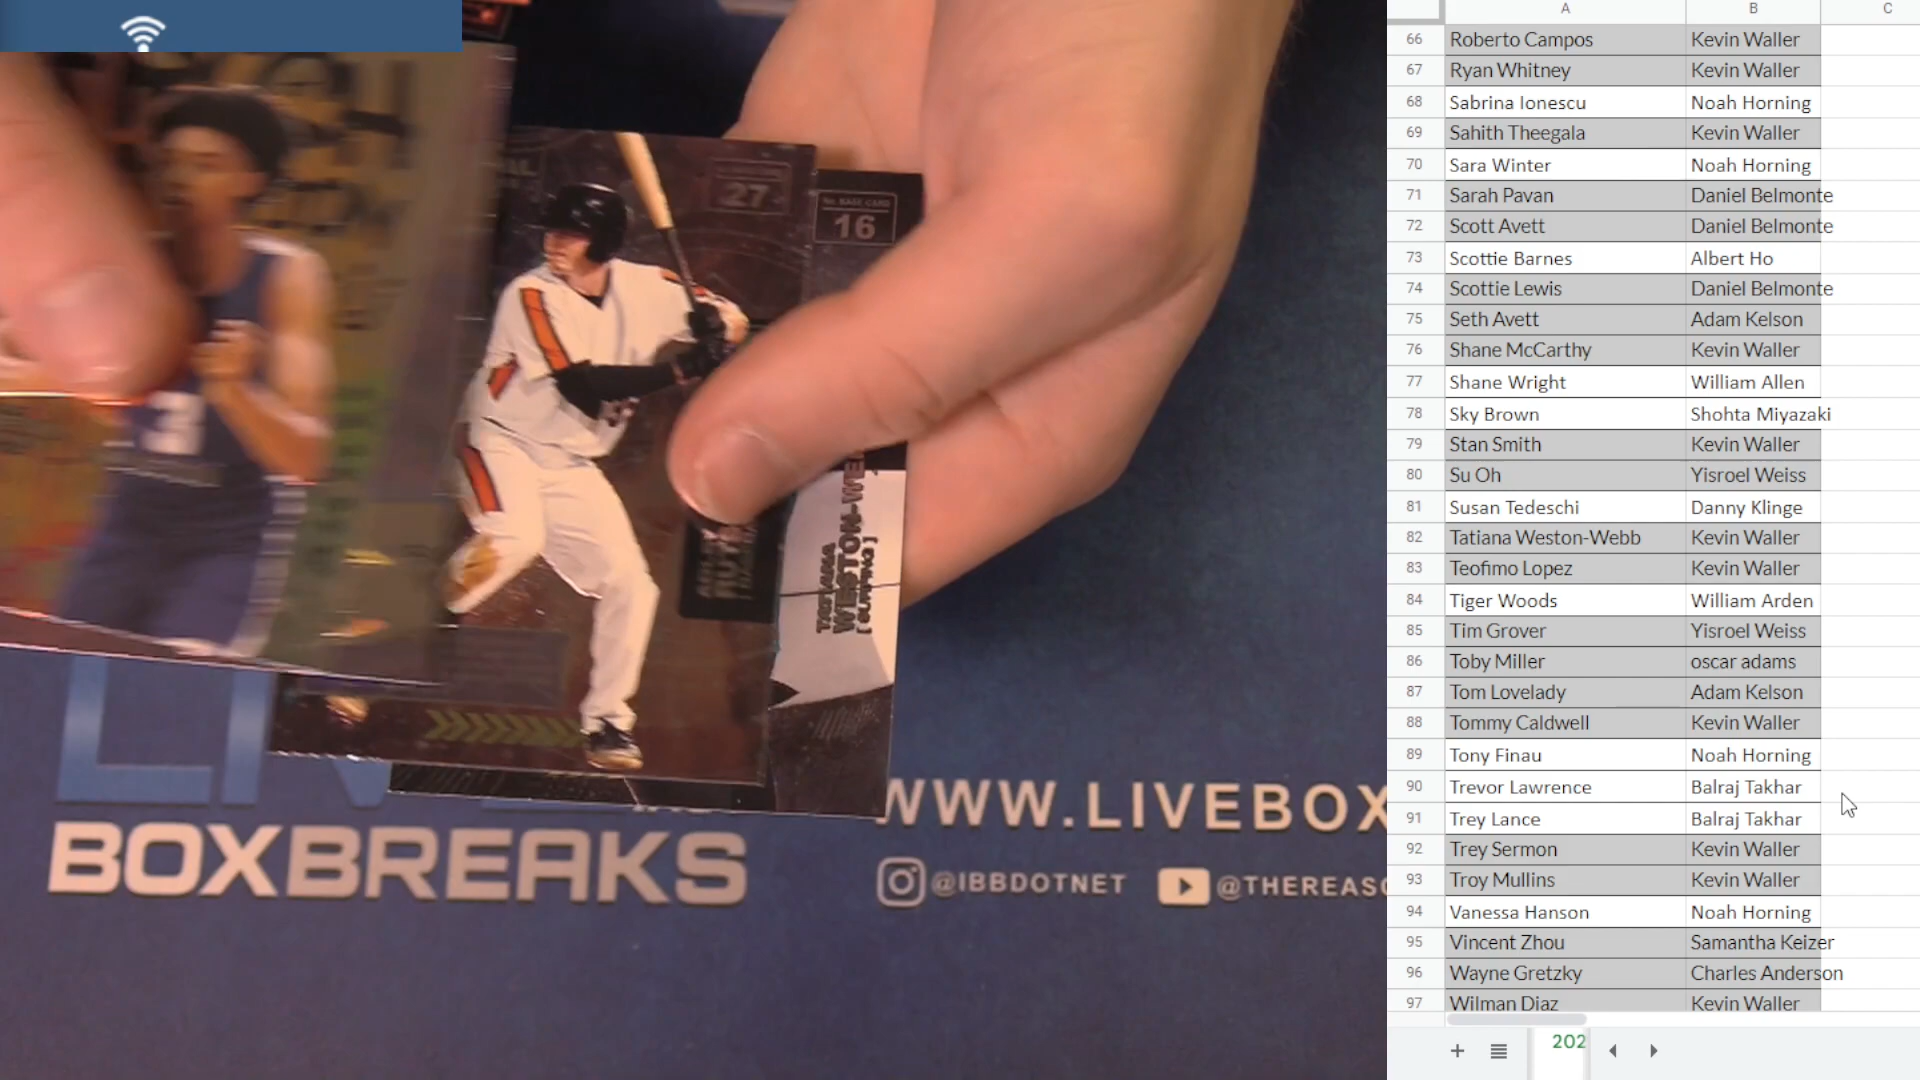 27
No. BASE CARD
16
3
TATIANA
WESTON-WE
[SURFING]
BOXBREAKS
WWW.LIVEBOX
@IBBDOTNET
@THEREASO
A B C
66 Roberto Campos Kevin Waller
67 Ryan Whitney Kevin Waller
68 Sabrina Ionescu Noah Horning
69 Sahith Theegala Kevin Waller
70 Sara Winter Noah Horning
71 Sarah Pavan Daniel Belmonte
72 Scott Avett Daniel Belmonte
73 Scottie Barnes Albert Ho
74 Scottie Lewis Daniel Belmonte
75 Seth Avett Adam Kelson
76 Shane McCarthy Kevin Waller
77 Shane Wright William Allen
78 Sky Brown Shohta Miyazaki
79 Stan Smith Kevin Waller
80 Su Oh Yisroel Weiss
81 Susan Tedeschi Danny Klinge
82 Tatiana Weston-Webb Kevin Waller
83 Teofimo Lopez Kevin Waller
84 Tiger Woods William Arden
85 Tim Grover Yisroel Weiss
86 Toby Miller oscar adams
87 Tom Lovelady Adam Kelson
88 Tommy Caldwell Kevin Waller
89 Tony Finau Noah Horning
90 Trevor Lawrence Balraj Takhar
91 Trey Lance Balraj Takhar
92 Trey Sermon Kevin Waller
93 Troy Mullins Kevin Waller
94 Vanessa Hanson Noah Horning
95 Vincent Zhou Samantha Keizer
96 Wayne Gretzky Charles Anderson
97 Wilman Diaz Kevin Waller
202